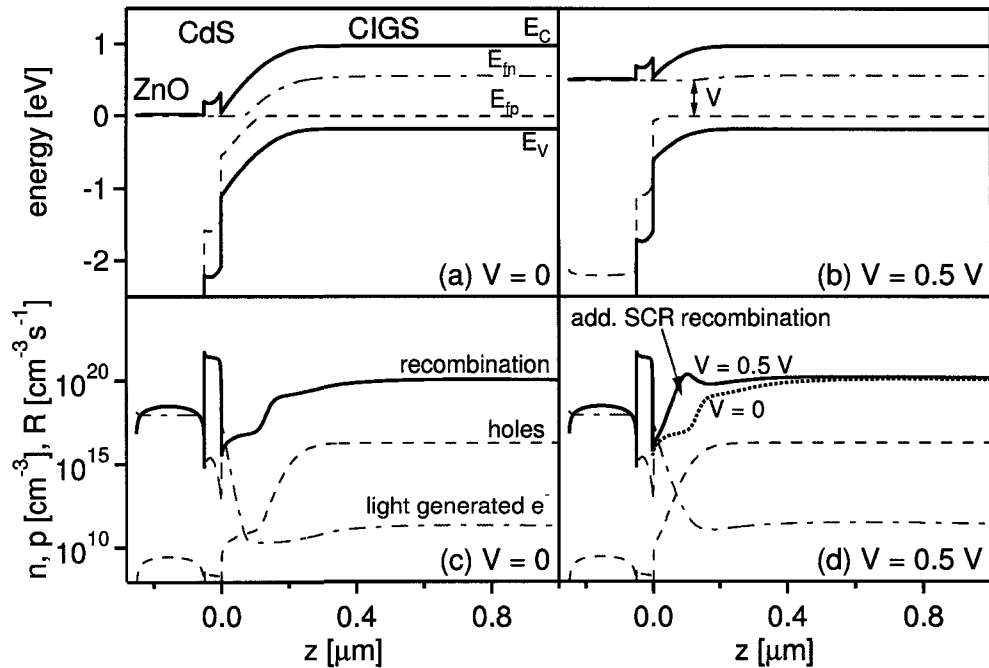 CdS CIGS E_C
1
E_fn
ZnO
0 E_fp V
E_V
-1
-2
(a) V = 0 (b) V = 0.5 V
energy [eV]
add. SCR recombination
recombination V = 0.5 V
10^20
V = 0
holes
10^15
light generated e^-
10^10
(c) V = 0 (d) V = 0.5 V
n, p [cm^-3], R [cm^-3 s^-1]
0.0 0.4 0.8 0.0 0.4 0.8
z [µm] z [µm]